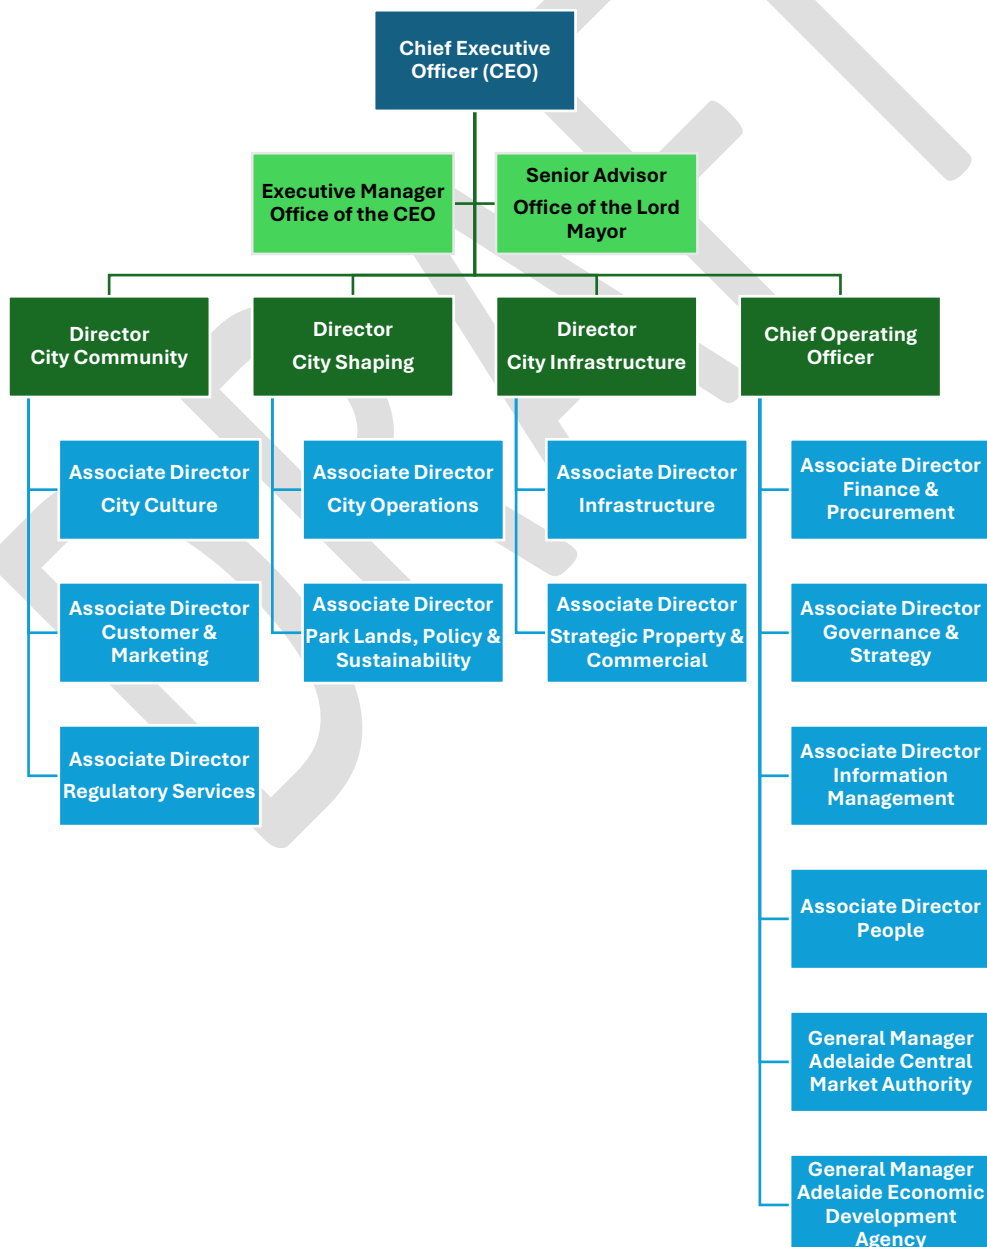 Chief Executive
Officer (CEO)
Executive Manager
Office of the CEO
Senior Advisor
Office of the Lord
Mayor
Director
City Community
Director
City Shaping
Director
City Infrastructure
Chief Operating
Officer
Associate Director
City Culture
Associate Director
City Operations
Associate Director
Infrastructure
Associate Director
Finance &
Procurement
Associate Director
Customer &
Marketing
Associate Director
Park Lands, Policy &
Sustainability
Associate Director
Strategic Property &
Commercial
Associate Director
Governance &
Strategy
Associate Director
Regulatory Services
Associate Director
Information
Management
Associate Director
People
General Manager
Adelaide Central
Market Authority
General Manager
Adelaide Economic
Development
Agency
DRAFT